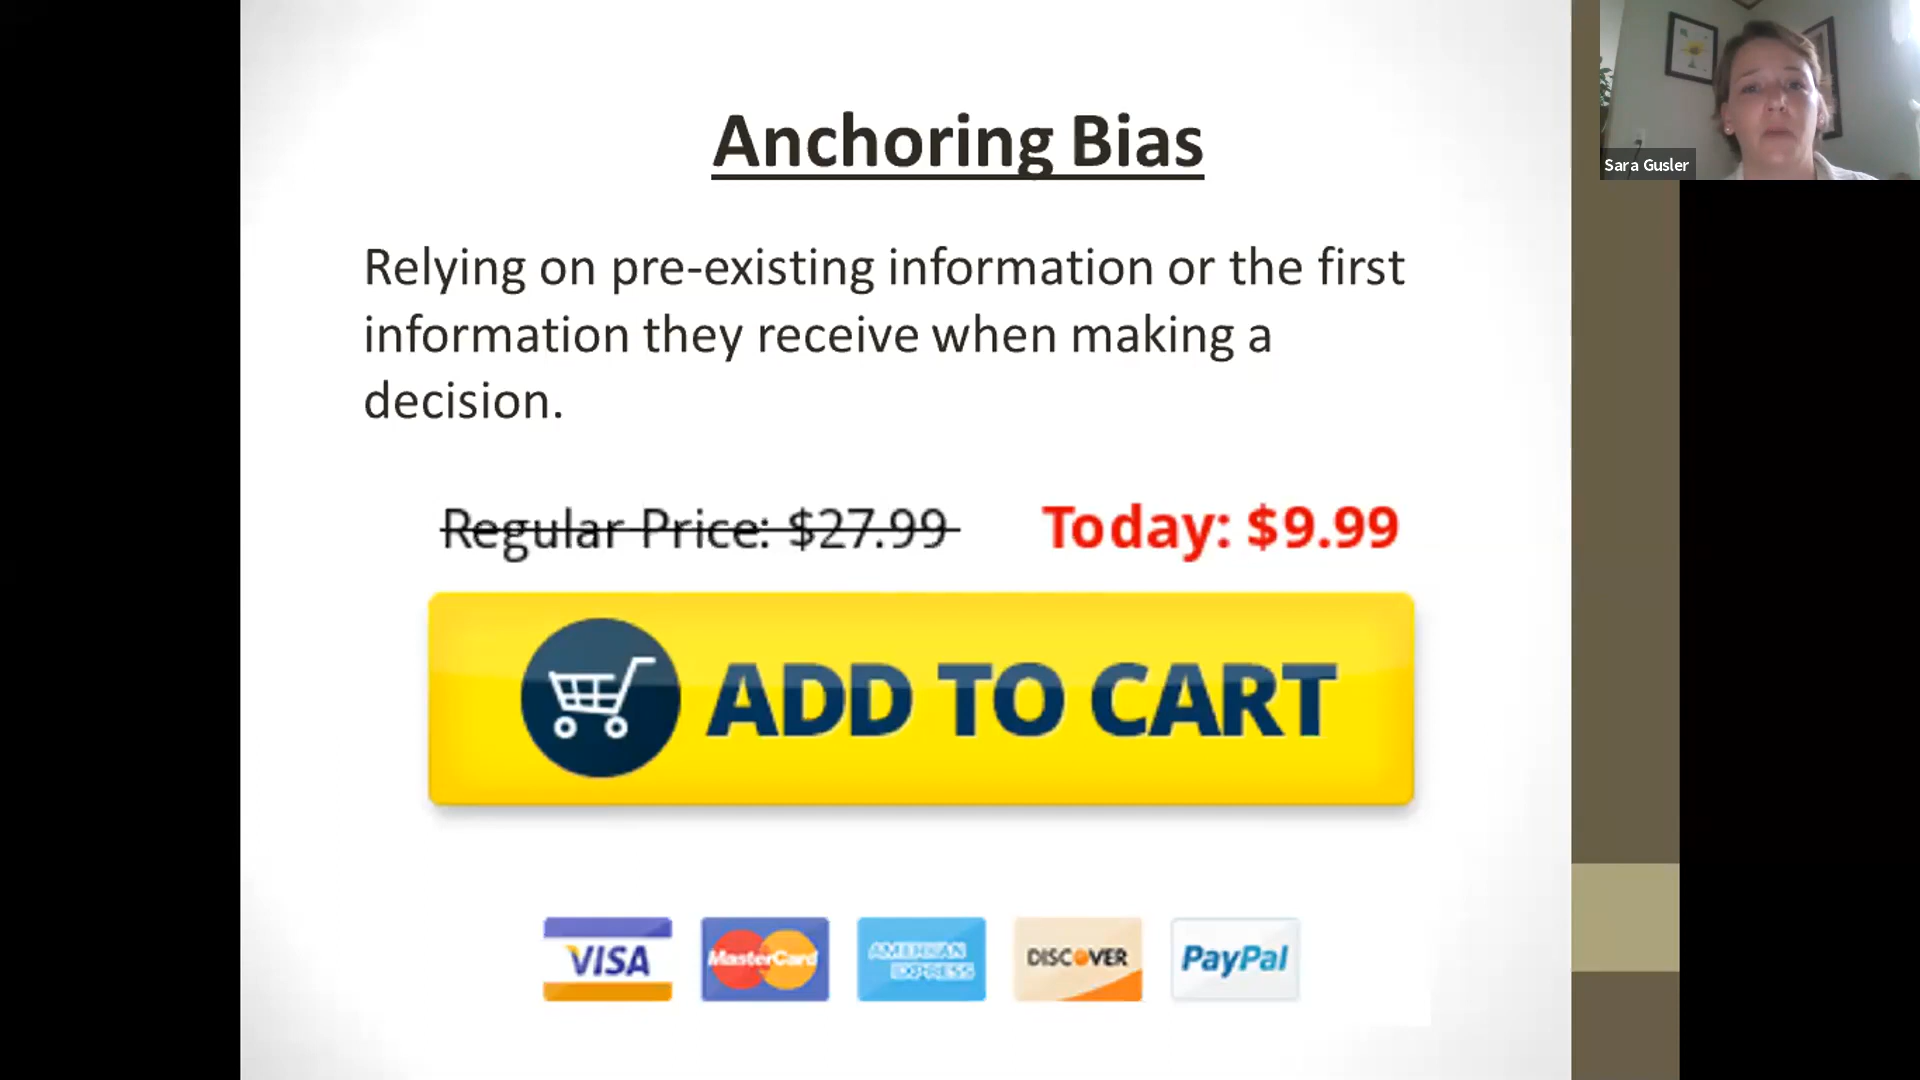 Anchoring Bias
Sara Gusler
Relying on pre-existing information or the first
information they receive when making a
decision.
Regular Price: $27.99 Today: $9.99
ADD TO CART
VISA MasterCard AMERICAN EXPRESS DISCOVER PayPal